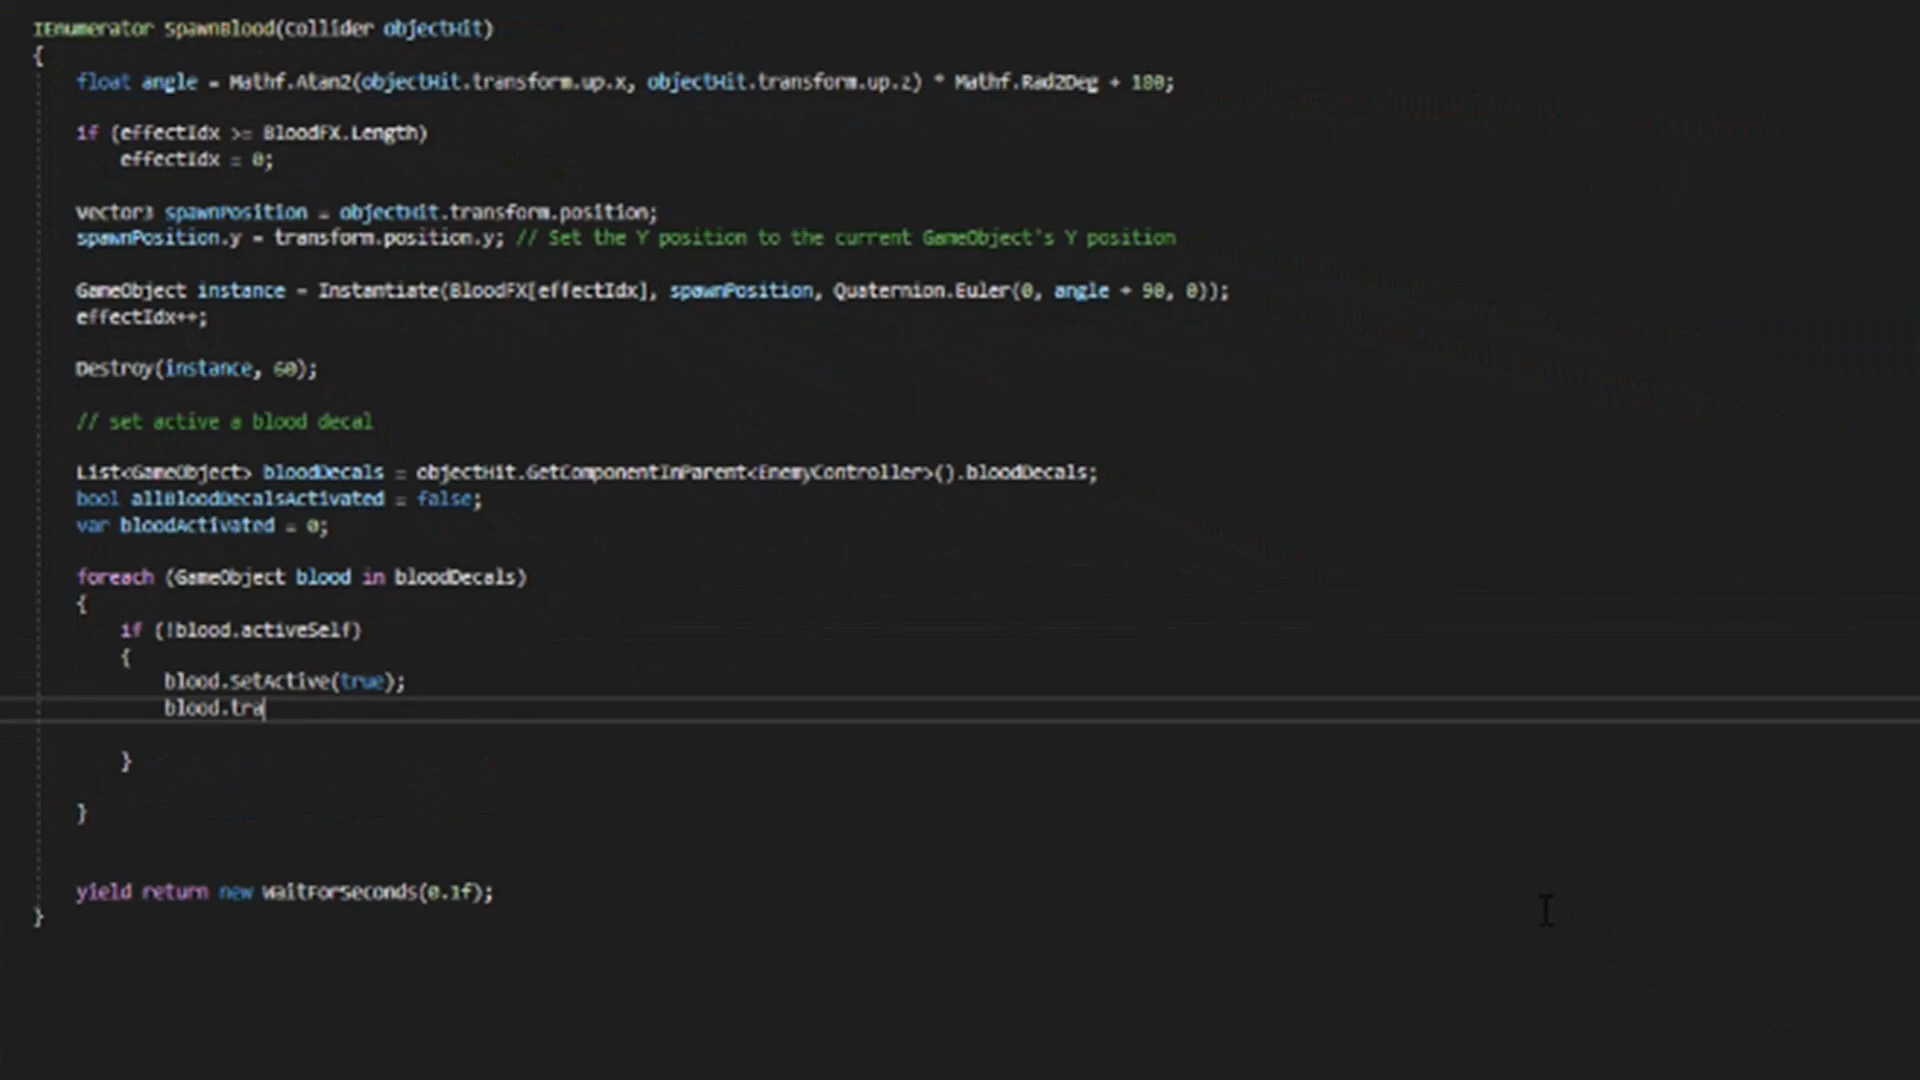 IEnumerator SpawnBlood(Collider objectHit)
{
float angle = Mathf.Atan2(objectHit.transform.up.x, objectHit.transform.up.z) * Mathf.Rad2Deg + 180;
if (effectIdx >= BloodFX.Length)
effectIdx = 0;
Vector3 spawnPosition = objectHit.transform.position;
spawnPosition.y = transform.position.y; // Set the Y position to the current GameObject's Y position
GameObject instance = Instantiate(BloodFX[effectIdx], spawnPosition, Quaternion.Euler(0, angle + 90, 0));
effectIdx++;
Destroy(instance, 60);
// set active a blood decal
List<GameObject> bloodDecals = objectHit.GetComponentInParent<EnemyController>().bloodDecals;
bool allBloodDecalsActivated = false;
var bloodActivated = 0;
foreach (GameObject blood in bloodDecals)
{
if (!blood.activeSelf)
{
blood.SetActive(true);
blood.tra
}
}
yield return new WaitForSeconds(0.1f);
}